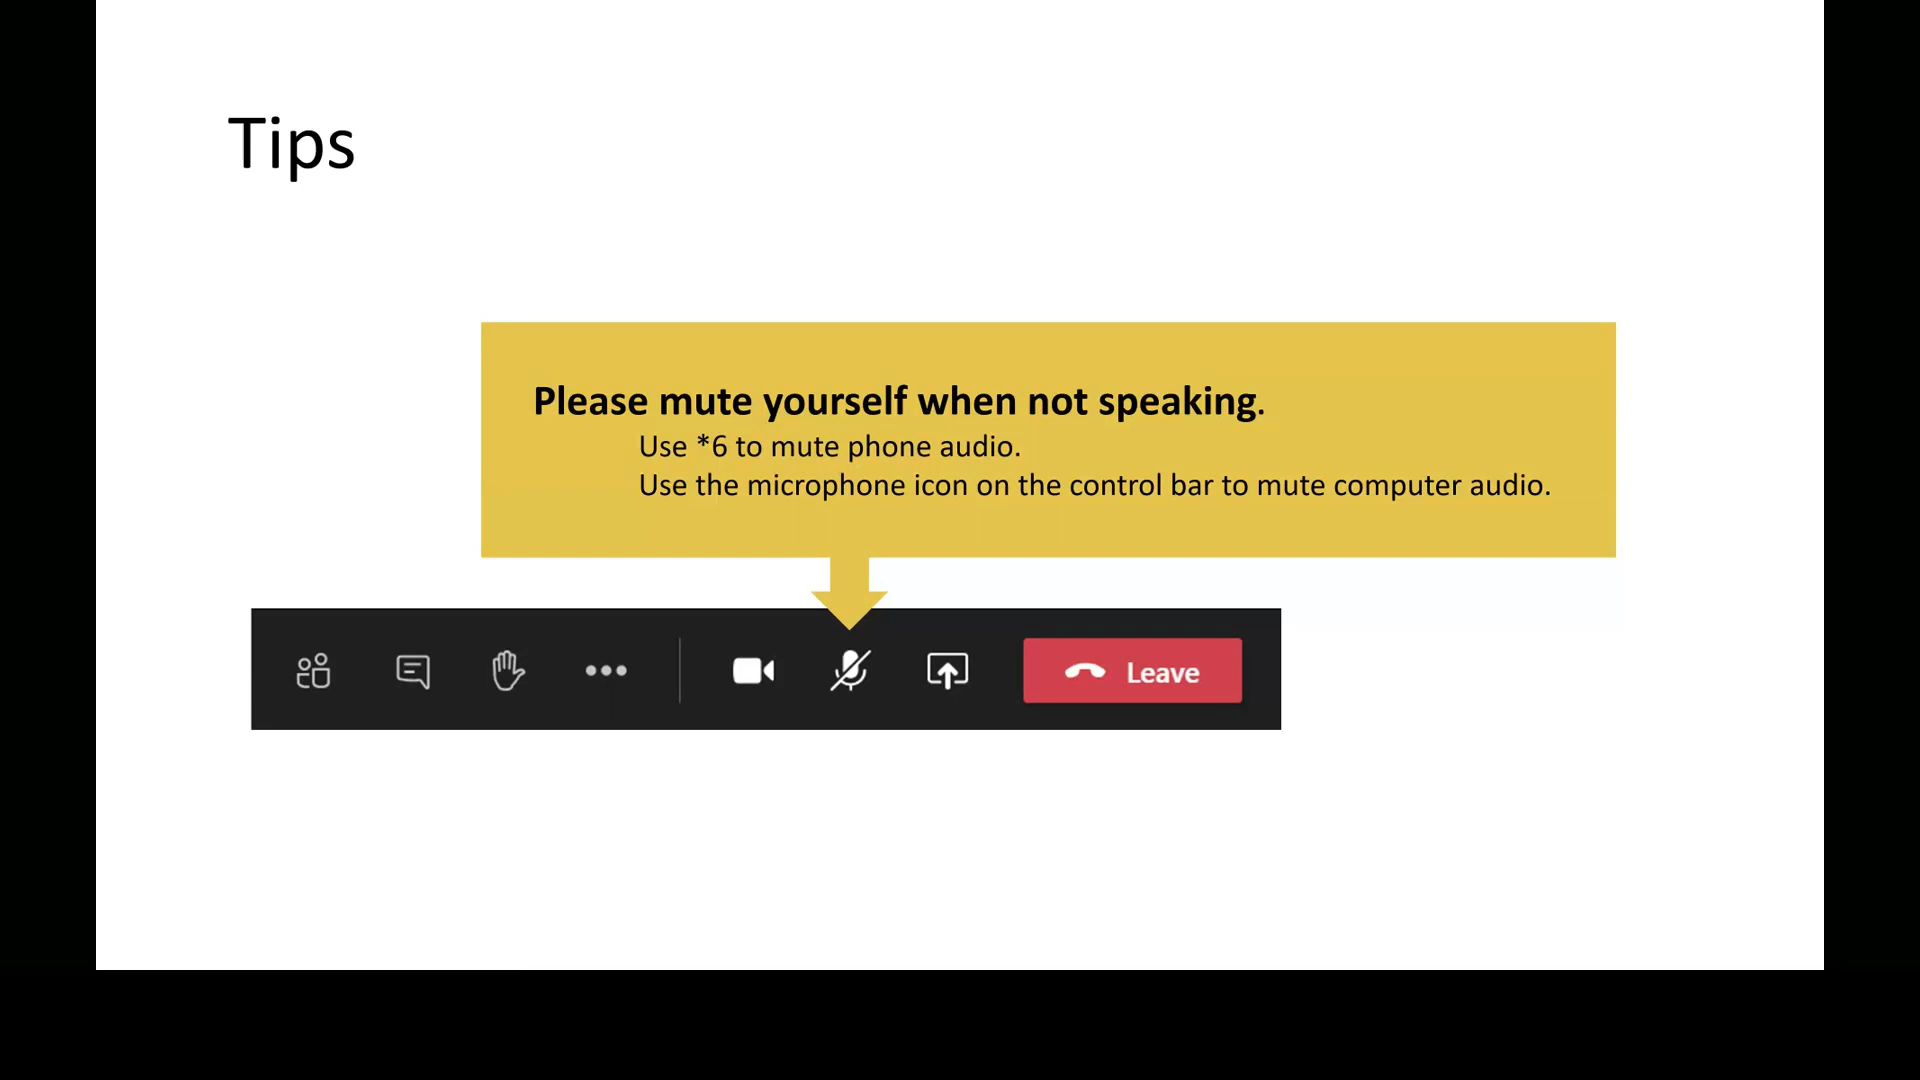 Tips
Please mute yourself when not speaking.
Use *6 to mute phone audio.
Use the microphone icon on the control bar to mute computer audio.
Leave